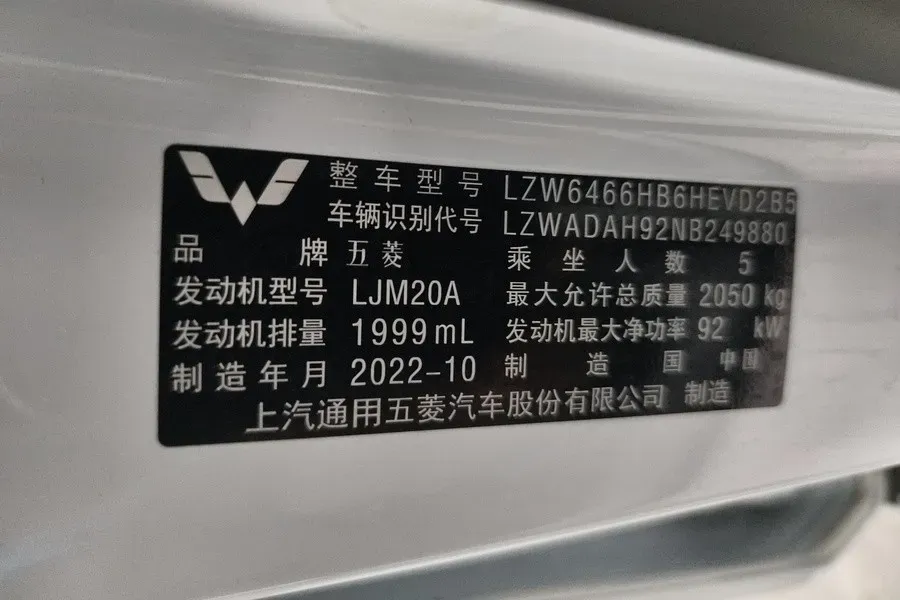 整车型号 LZW6466HB6HEVD2B5
车辆识别代号 LZWADAH92NB249880
品牌 五菱 乘坐人数 5
发动机型号 LJM20A 最大允许总质量 2050 kg
发动机排量 1999mL 发动机最大净功率 92 kW
制造年月 2022-10 制造国 中国
上汽通用五菱汽车股份有限公司 制造